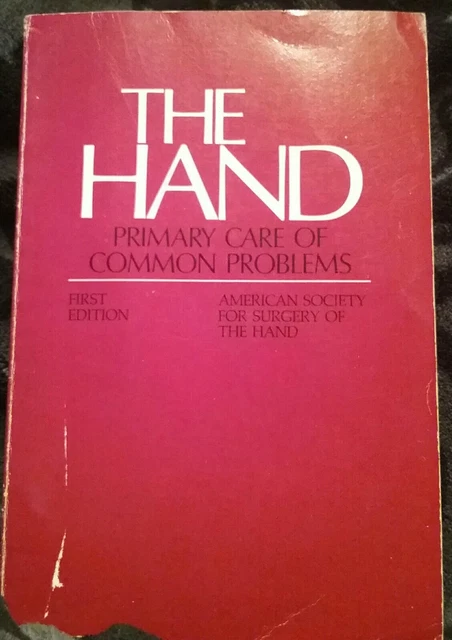 THE
HAND
PRIMARY CARE OF
COMMON PROBLEMS
FIRST
EDITION
AMERICAN SOCIETY
FOR SURGERY OF
THE HAND